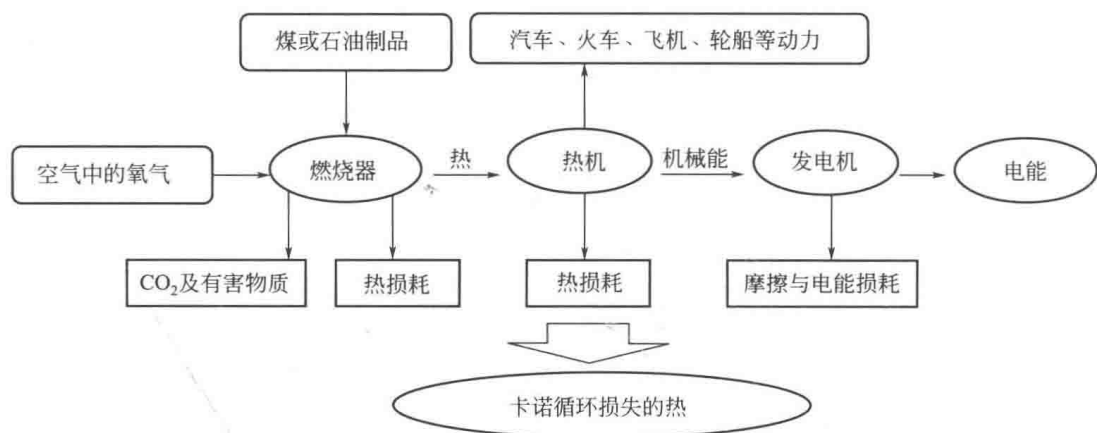 煤或石油制品
汽车、火车、飞机、轮船等动力
空气中的氧气
燃烧器
热
热机
机械能
发电机
电能
CO₂及有害物质
热损耗
热损耗
摩擦与电能损耗
卡诺循环损失的热